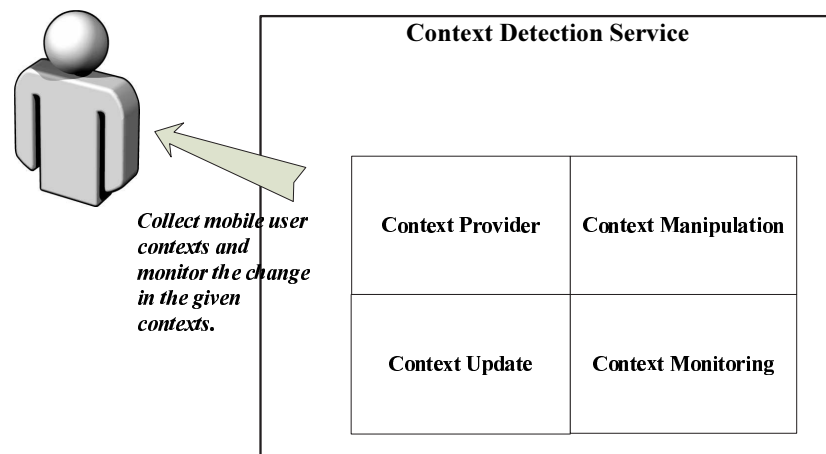 Context Detection Service
Collect mobile user
contexts and
monitor the change
in the given
contexts.
Context Provider
Context Manipulation
Context Update
Context Monitoring